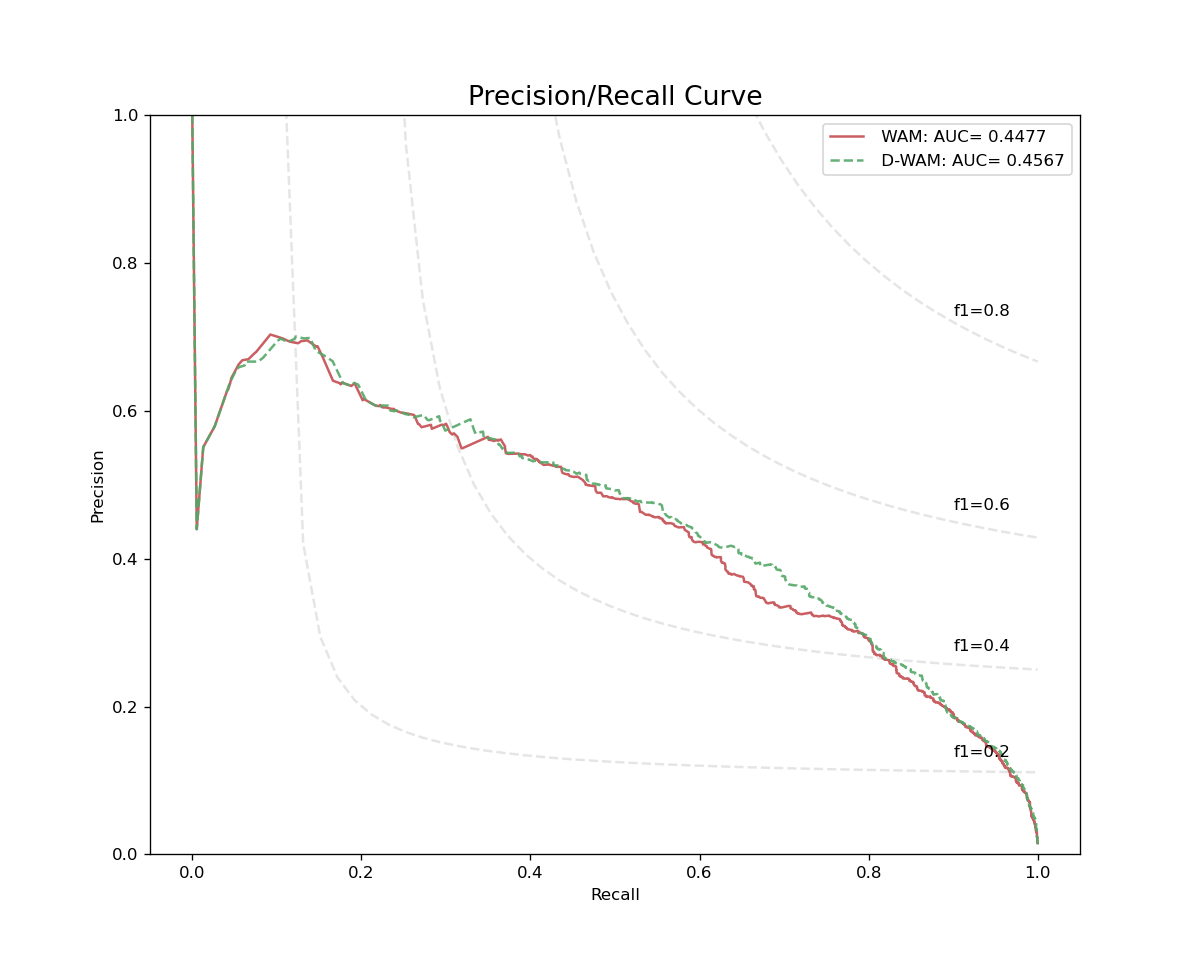 Precision/Recall Curve
WAM: AUC= 0.4477
D-WAM: AUC= 0.4567
1.0
0.8
0.6
0.4
0.2
0.0
Precision
f1=0.8
f1=0.6
f1=0.4
f1=0.2
0.0 0.2 0.4 0.6 0.8 1.0
Recall